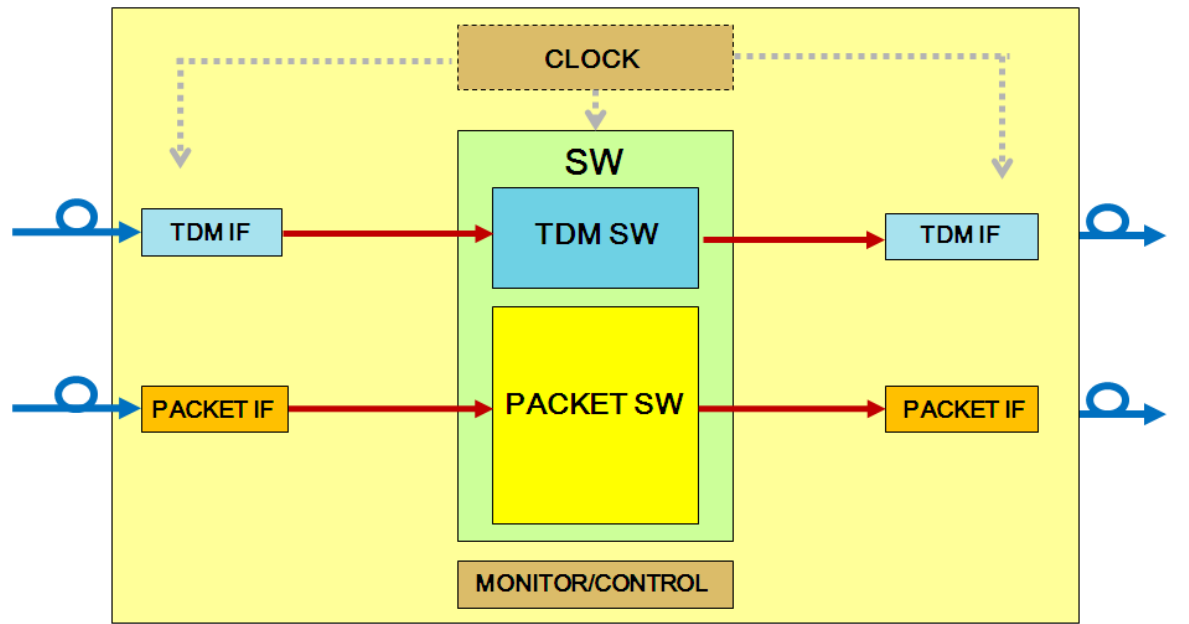 CLOCK
SW
TDM IF
TDM SW
TDM IF
PACKET IF
PACKET SW
PACKET IF
MONITOR/CONTROL